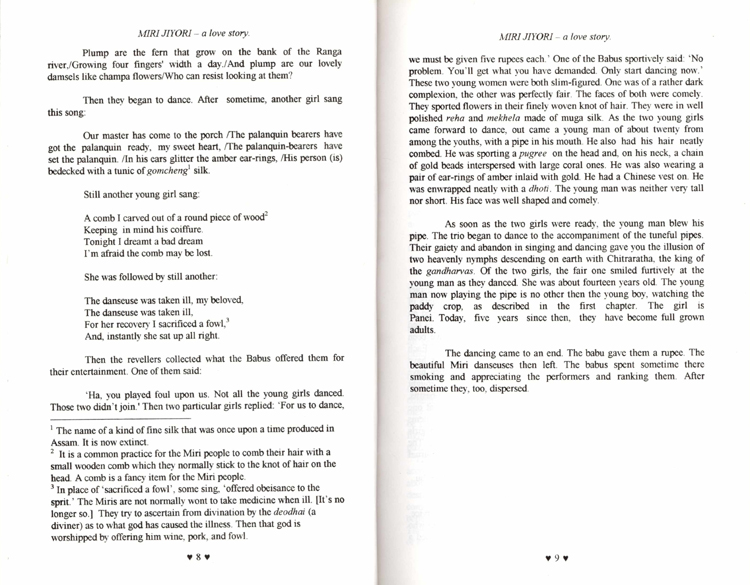 MIRI JIYORI – a love story.
Plump are the fern that grow on the bank of the Ranga
river,/Growing four fingers' width a day./And plump are our lovely
damsels like champa flowers/Who can resist looking at them?
Then they began to dance. After sometime, another girl sang
this song:
Our master has come to the porch /The palanquin bearers have
got the palanquin ready, my sweet heart, /The palanquin-bearers have
set the palanquin. /In his ears glitter the amber ear-rings, /His person (is)
bedecked with a tunic of gomcheng¹ silk.
Still another young girl sang:
A comb I carved out of a round piece of wood²
Keeping in mind his coiffure.
Tonight I dreamt a bad dream
I'm afraid the comb may be lost.
She was followed by still another:
The danseuse was taken ill, my beloved,
The danseuse was taken ill,
For her recovery I sacrificed a fowl,³
And, instantly she sat up all right.
Then the revellers collected what the Babus offered them for
their entertainment. One of them said:
'Ha, you played foul upon us. Not all the young girls danced.
Those two didn't join.' Then two particular girls replied: 'For us to dance,
¹ The name of a kind of fine silk that was once upon a time produced in
Assam. It is now extinct.
² It is a common practice for the Miri people to comb their hair with a
small wooden comb which they normally stick to the knot of hair on the
head. A comb is a fancy item for the Miri people.
³ In place of 'sacrificed a fowl', some sing, 'offered obeisance to the
sprit.' The Miris are not normally wont to take medicine when ill. [It's no
longer so.] They try to ascertain from divination by the deodhai (a
diviner) as to what god has caused the illness. Then that god is
worshipped by offering him wine, pork, and fowl.
♥ 8 ♥
MIRI JIYORI – a love story.
we must be given five rupees each.' One of the Babus sportively said: 'No
problem. You'll get what you have demanded. Only start dancing now.'
These two young women were both slim-figured. One was of a rather dark
complexion, the other was perfectly fair. The faces of both were comely.
They sported flowers in their finely woven knot of hair. They were in well
polished reha and mekhela made of muga silk. As the two young girls
came forward to dance, out came a young man of about twenty from
among the youths, with a pipe in his mouth. He also had his hair neatly
combed. He was sporting a pugree on the head and, on his neck, a chain
of gold beads interspersed with large coral ones. He was also wearing a
pair of ear-rings of amber inlaid with gold. He had a Chinese vest on. He
was enwrapped neatly with a dhoti. The young man was neither very tall
nor short. His face was well shaped and comely.
As soon as the two girls were ready, the young man blew his
pipe. The trio began to dance to the accompaniment of the tuneful pipes.
Their gaiety and abandon in singing and dancing gave you the illusion of
two heavenly nymphs descending on earth with Chitraratha, the king of
the gandharvas. Of the two girls, the fair one smiled furtively at the
young man as they danced. She was about fourteen years old. The young
man now playing the pipe is no other then the young boy, watching the
paddy crop, as described in the first chapter. The girl is
Panei. Today, five years since then, they have become full grown
adults.
The dancing came to an end. The babu gave them a rupee. The
beautiful Miri danseuses then left. The babus spent sometime there
smoking and appreciating the performers and ranking them. After
sometime they, too, dispersed.
♥ 9 ♥